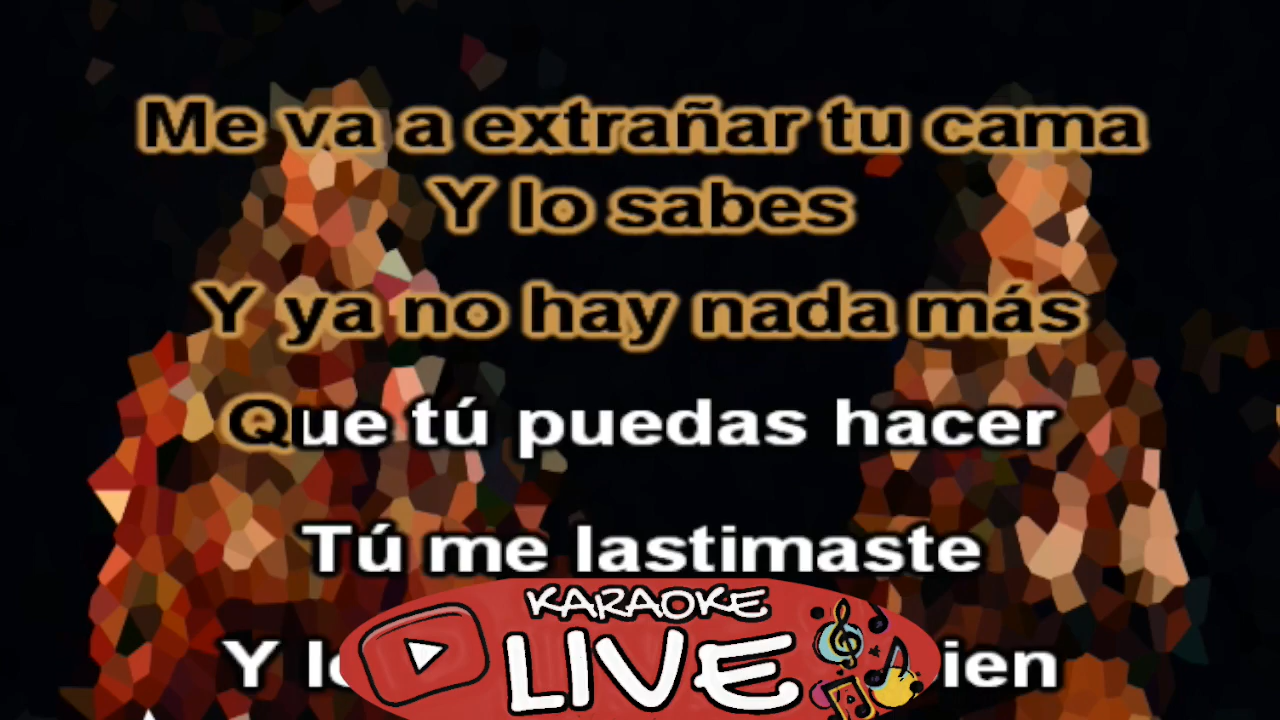 Me va a extrañar tu cama
Y lo sabes
Y ya no hay nada más
Que tú puedas hacer
Tú me lastimaste
Y
KARAOKE
LIVE